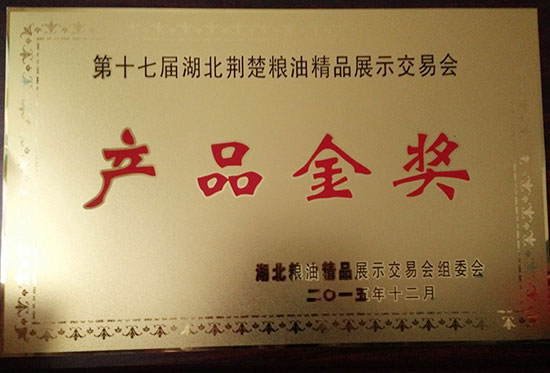 第十七届湖北荆楚粮油精品展示交易会
产品金奖
湖北粮油精品展示交易会组委会
二〇一五年十二月